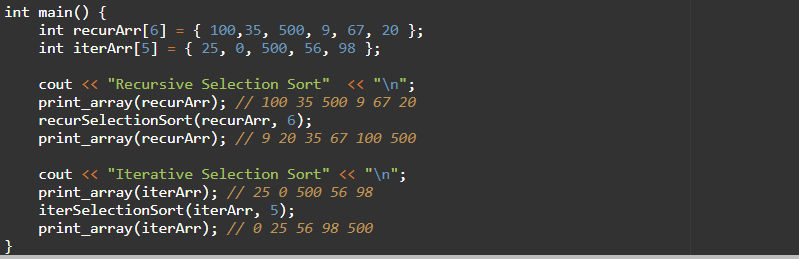 int main() {
    int recurArr[6] = { 100,35, 500, 9, 67, 20 };
    int iterArr[5] = { 25, 0, 500, 56, 98 };

    cout << "Recursive Selection Sort"  << "\n";
    print_array(recurArr); // 100 35 500 9 67 20
    recurSelectionSort(recurArr, 6);
    print_array(recurArr); // 9 20 35 67 100 500

    cout << "Iterative Selection Sort" << "\n";
    print_array(iterArr); // 25 0 500 56 98
    iterSelectionSort(iterArr, 5);
    print_array(iterArr); // 0 25 56 98 500
}